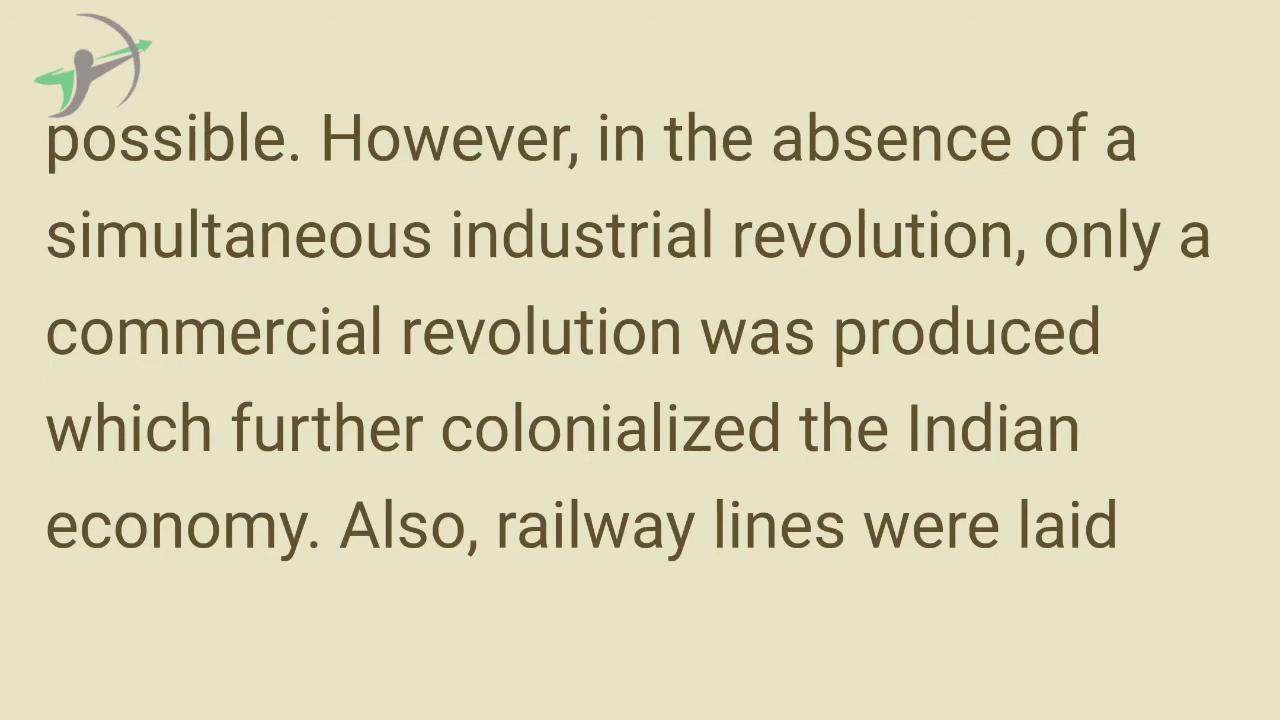 possible. However, in the absence of a
simultaneous industrial revolution, only a
commercial revolution was produced
which further colonialized the Indian
economy. Also, railway lines were laid